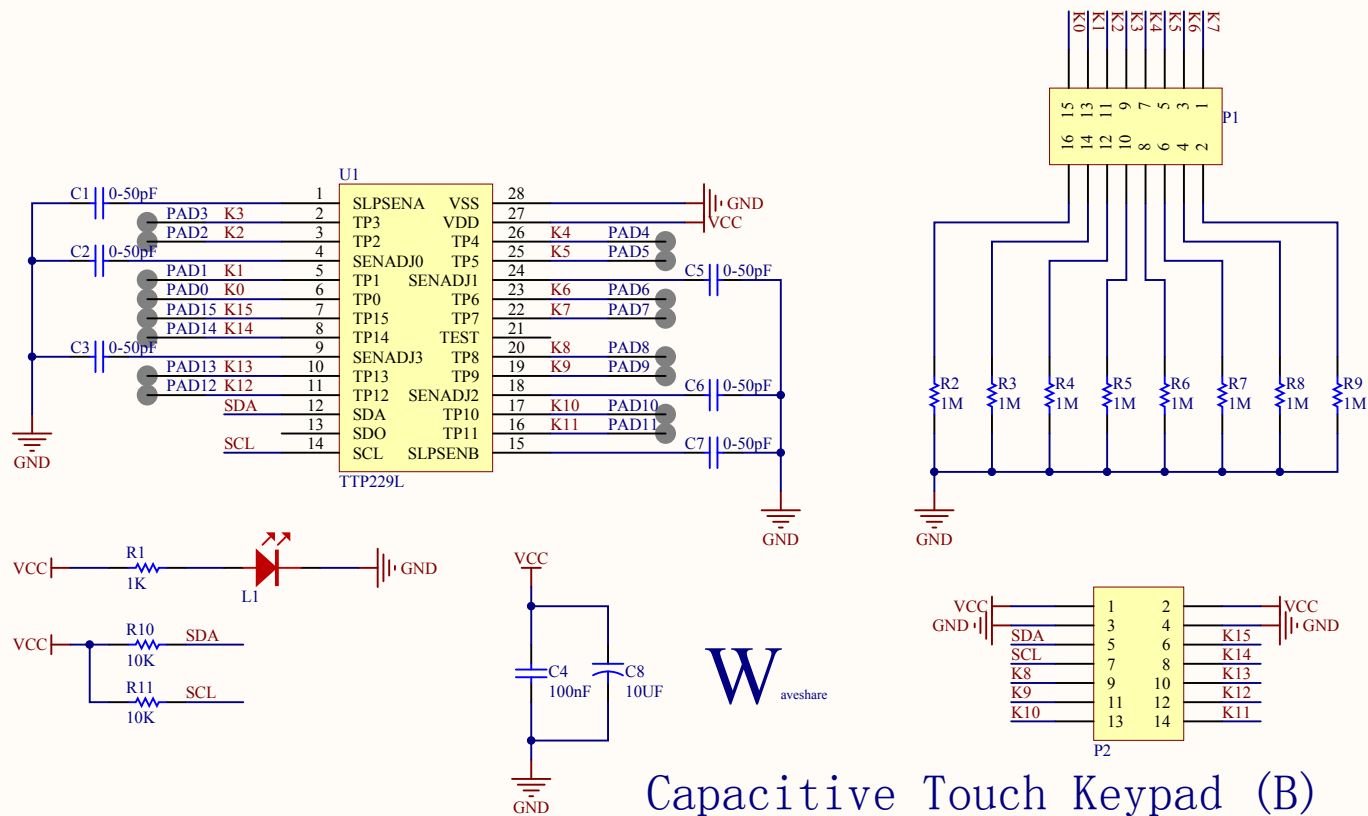 K0 K1 K2 K3 K4 K5 K6 K7
15 13 11 9 7 5 3 1
P1
16 14 12 10 8 6 4 2
U1
C1 0-50pF 1 SLPSENA VSS 28 GND
PAD3 K3 2 TP3 VDD 27 VCC
PAD2 K2 3 TP2 TP4 26 K4 PAD4
C2 0-50pF 4 SENADJ0 TP5 25 K5 PAD5
PAD1 K1 5 TP1 SENADJ1 24 C5 0-50pF
PAD0 K0 6 TP0 TP6 23 K6 PAD6
PAD15 K15 7 TP15 TP7 22 K7 PAD7
PAD14 K14 8 TP14 TEST 21
C3 0-50pF 9 SENADJ3 TP8 20 K8 PAD8
PAD13 K13 10 TP13 TP9 19 K9 PAD9
PAD12 K12 11 TP12 SENADJ2 18 C6 0-50pF
SDA 12 SDA TP10 17 K10 PAD10
13 SDO TP11 16 K11 PAD11
SCL 14 SCL SLPSENB 15 C7 0-50pF
TTP229L
GND
GND
R2 R3 R4 R5 R6 R7 R8 R9
1M 1M 1M 1M 1M 1M 1M 1M
GND
VCC R1 GND
1K L1
VCC R10 SDA
10K
R11 SCL
10K
VCC
C4 C8
100nF 10UF
GND
W aveshare
VCC 1 2 VCC
GND 3 4 GND
SDA 5 6 K15
SCL 7 8 K14
K8 9 10 K13
K9 11 12 K12
K10 13 14 K11
P2
Capacitive Touch Keypad (B)